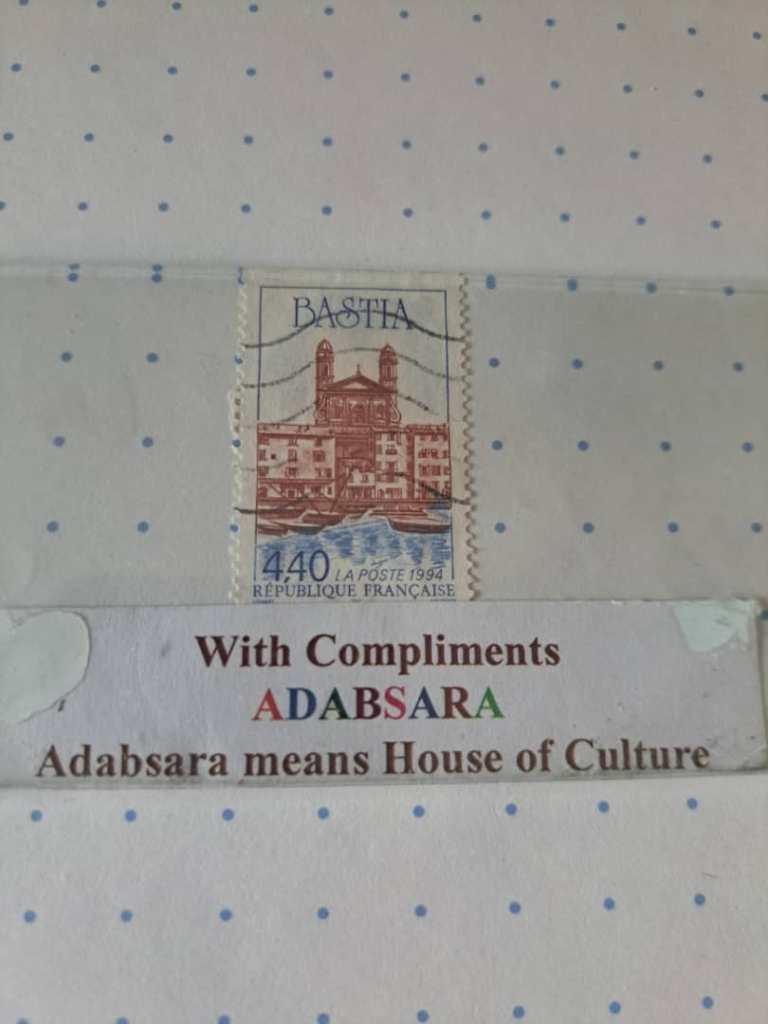 BASTIA
4,40 LA POSTE 1994
RÉPUBLIQUE FRANÇAISE
With Compliments
ADABSARA
Adabsara means House of Culture